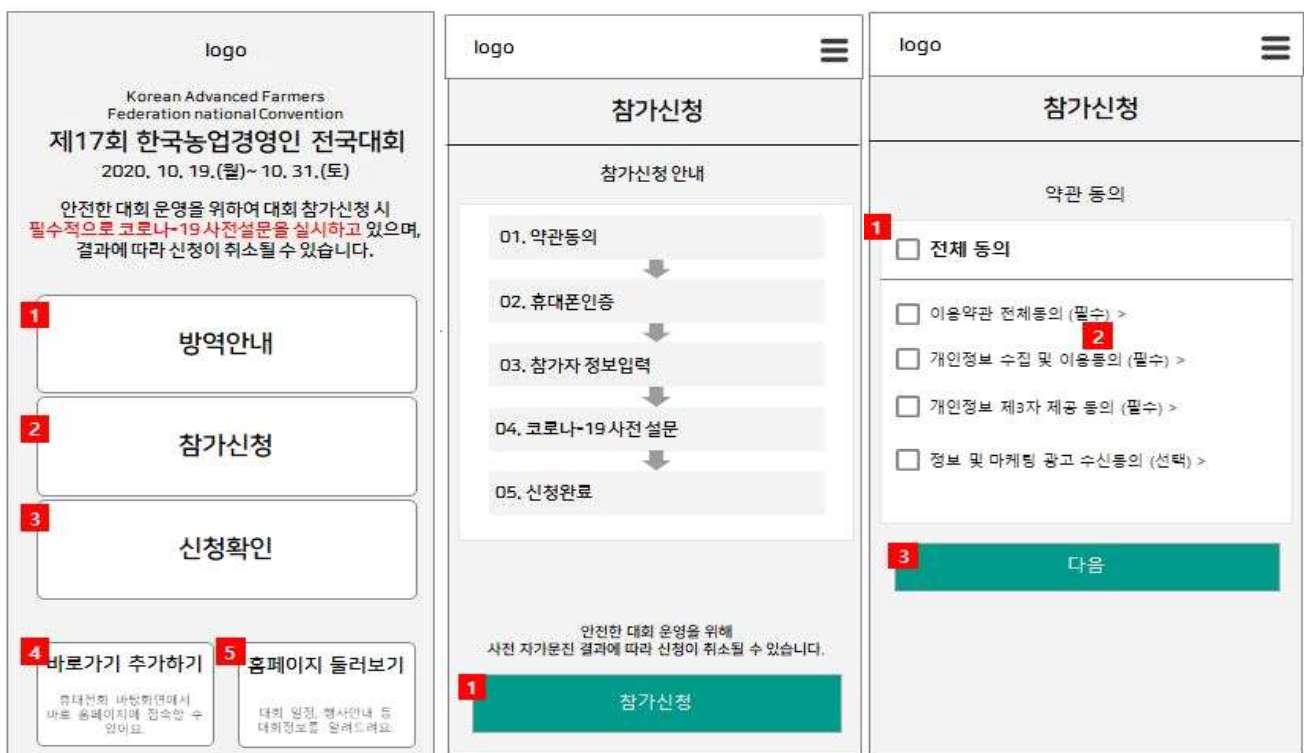 logo
Korean Advanced Farmers
Federation national Convention
제17회 한국농업경영인 전국대회
2020. 10. 19.(월)~ 10. 31.(토)
안전한 대회 운영을 위하여 대회 참가신청 시
필수적으로 코로나-19 사전설문을 실시하고 있으며,
결과에 따라 신청이 취소될 수 있습니다.
1
방역안내
2
참가신청
3
신청확인
4
바로가기 추가하기
휴대전화 바탕화면에서
바로 홈페이지에 접속할 수
있어요.
5
홈페이지 둘러보기
대회 일정, 행사안내 등
대회정보를 알려드려요.
logo
참가신청
참가신청 안내
01. 약관동의
02. 휴대폰인증
03. 참가자 정보입력
04. 코로나-19 사전 설문
05. 신청완료
안전한 대회 운영을 위해
사전 자가문진 결과에 따라 신청이 취소될 수 있습니다.
1
참가신청
logo
참가신청
약관 동의
1
전체 동의
이용약관 전체동의 (필수) >
2
개인정보 수집 및 이용동의 (필수) >
개인정보 제3자 제공 동의 (필수) >
정보 및 마케팅 광고 수신동의 (선택) >
3
다음